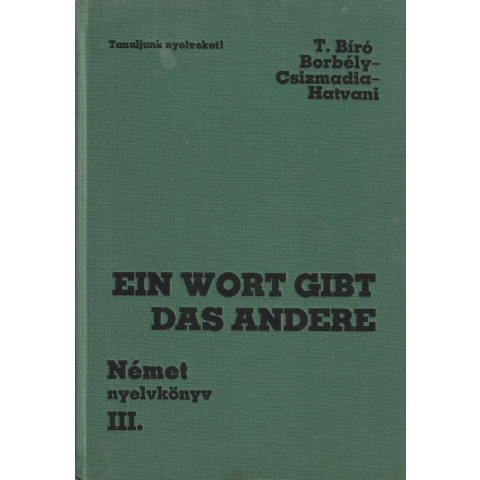 Tanuljunk nyelveket!
T. Bíró
Borbély–
Csizmadia–
Hatvani
EIN WORT GIBT
DAS ANDERE
Német
nyelvkönyv
III.